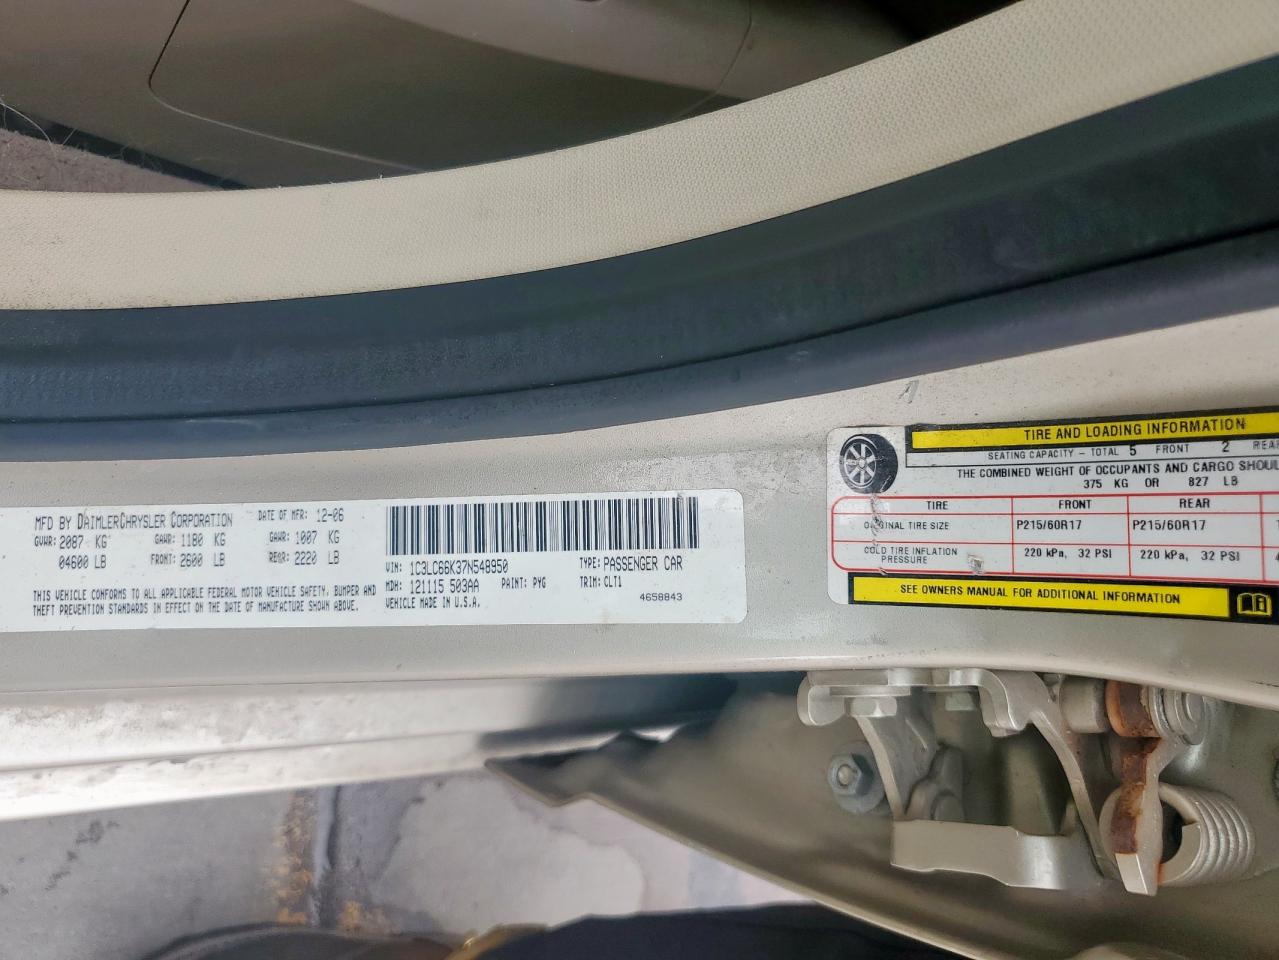 MFD BY DAIMLERCHRYSLER CORPORATION DATE OF MFR: 12-06
GVWR: 2087 KG GAWR: 1180 KG GAWR: 1007 KG
04600 LB FRONT: 2600 LB REAR: 2220 LB
THIS VEHICLE CONFORMS TO ALL APPLICABLE FEDERAL MOTOR VEHICLE SAFETY, BUMPER AND
THEFT PREVENTION STANDARDS IN EFFECT ON THE DATE OF MANUFACTURE SHOWN ABOVE.
VIN: 1C3LC66K37N548950 TYPE: PASSENGER CAR
MDH: 121115 503AA PAINT: PYG TRIM: CLT1
VEHICLE MADE IN U.S.A. 4658843
TIRE AND LOADING INFORMATION
SEATING CAPACITY - TOTAL 5 FRONT 2 REA
THE COMBINED WEIGHT OF OCCUPANTS AND CARGO SHOUL
375 KG OR 827 LB
TIRE FRONT REAR
ORIGINAL TIRE SIZE P215/60R17 P215/60R17
COLD TIRE INFLATION PRESSURE 220 kPa, 32 PSI 220 kPa, 32 PSI
SEE OWNERS MANUAL FOR ADDITIONAL INFORMATION